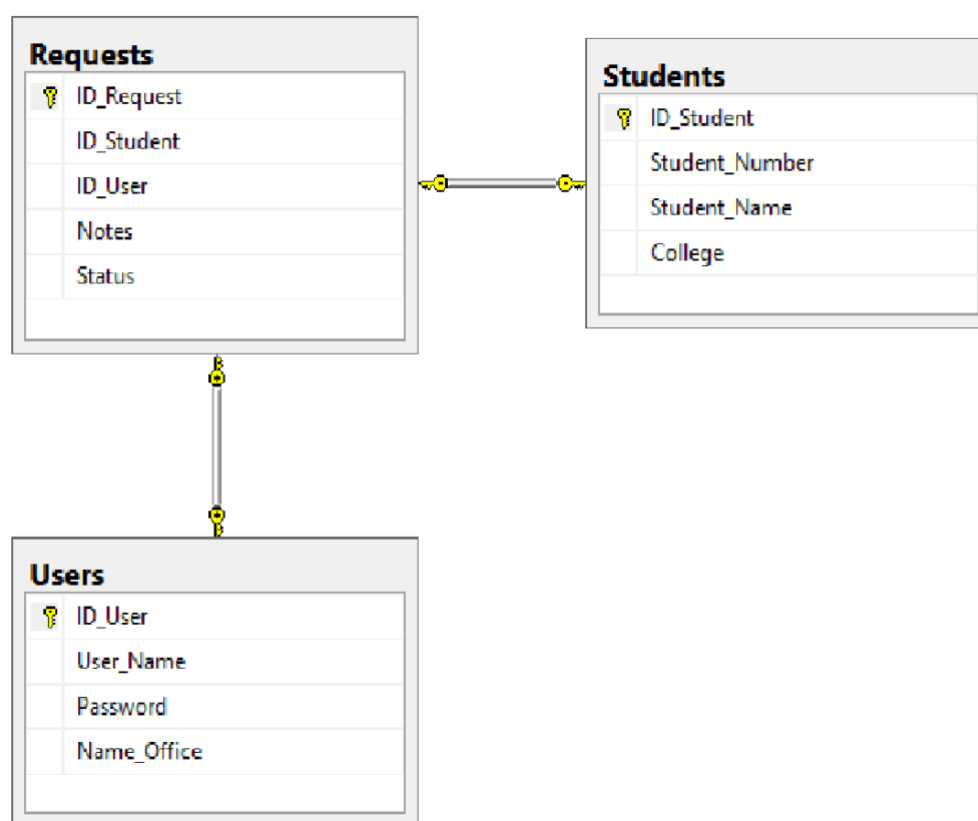 Requests
ID_Request
ID_Student
ID_User
Notes
Status
Students
ID_Student
Student_Number
Student_Name
College
Users
ID_User
User_Name
Password
Name_Office